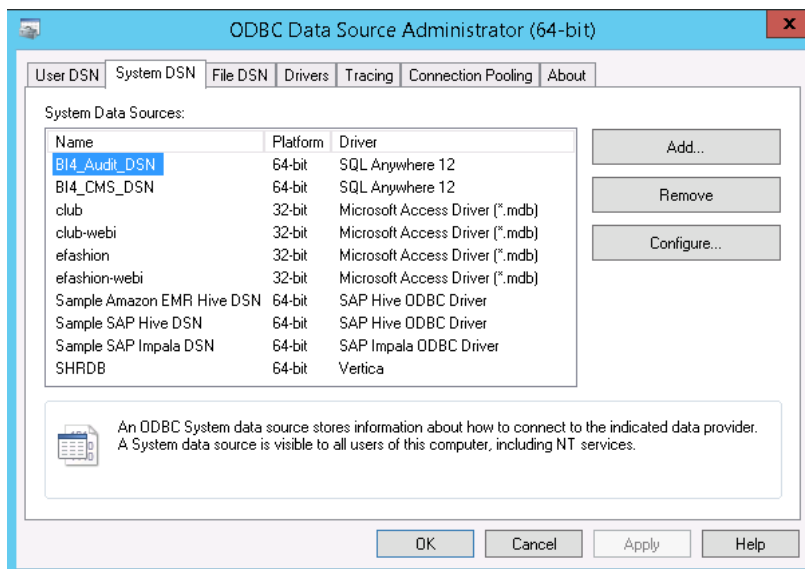 ODBC Data Source Administrator (64-bit)
x
User DSN System DSN File DSN Drivers Tracing Connection Pooling About
System Data Sources:
Name Platform Driver
BI4_Audit_DSN 64-bit SQL Anywhere 12
BI4_CMS_DSN 64-bit SQL Anywhere 12
club 32-bit Microsoft Access Driver (*.mdb)
club-webi 32-bit Microsoft Access Driver (*.mdb)
efashion 32-bit Microsoft Access Driver (*.mdb)
efashion-webi 32-bit Microsoft Access Driver (*.mdb)
Sample Amazon EMR Hive DSN 64-bit SAP Hive ODBC Driver
Sample SAP Hive DSN 64-bit SAP Hive ODBC Driver
Sample SAP Impala DSN 64-bit SAP Impala ODBC Driver
SHRDB 64-bit Vertica
Add...
Remove
Configure...
An ODBC System data source stores information about how to connect to the indicated data provider.
A System data source is visible to all users of this computer, including NT services.
OK Cancel Apply Help